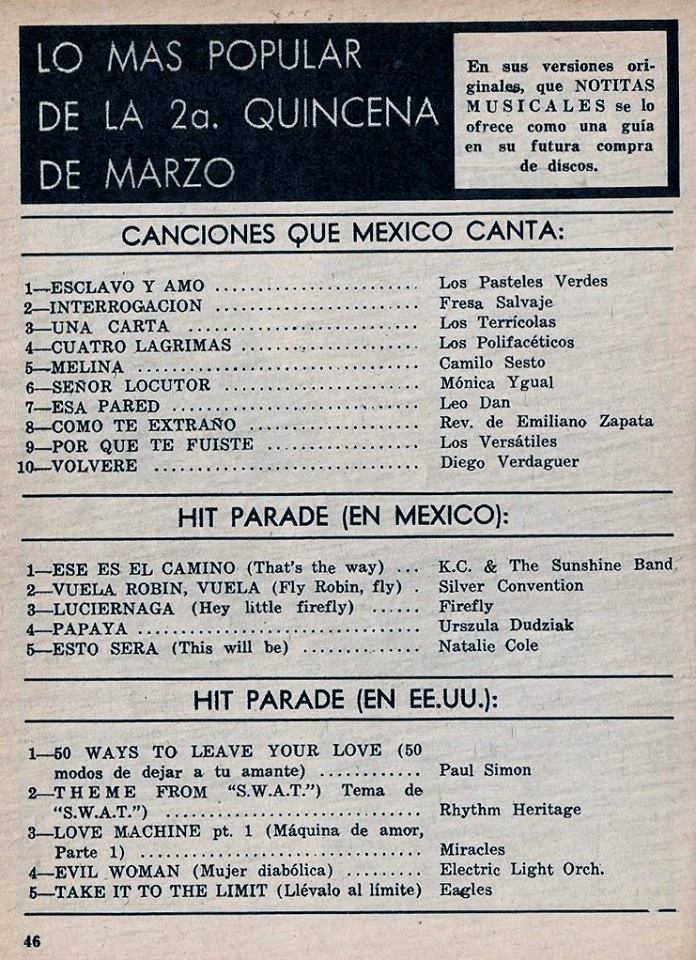 LO MAS POPULAR
DE LA 2a. QUINCENA
DE MARZO
En sus versiones ori-
ginales, que NOTITAS
MUSICALES se lo
ofrece como una guía
en su futura compra
de discos.
CANCIONES QUE MEXICO CANTA:
1—ESCLAVO Y AMO ........................ Los Pasteles Verdes
2—INTERROGACION ........................ Fresa Salvaje
3—UNA CARTA ........................ Los Terrícolas
4—CUATRO LAGRIMAS ........................ Los Polifacéticos
5—MELINA ........................ Camilo Sesto
6—SEÑOR LOCUTOR ........................ Mónica Ygual
7—ESA PARED ........................ Leo Dan
8—COMO TE EXTRAÑO ........................ Rev. de Emiliano Zapata
9—POR QUE TE FUISTE ................ Los Versátiles
10—VOLVERE ............................ Diego Verdaguer
HIT PARADE (EN MEXICO):
1—ESE ES EL CAMINO (That's the way) ... K.C. & The Sunshine Band
2—VUELA ROBIN, VUELA (Fly Robin, fly) . Silver Convention
3—LUCIERNAGA (Hey little firefly) ...... Firefly
4—PAPAYA ............................. Urszula Dudziak
5—ESTO SERA (This will be) .............. Natalie Cole
HIT PARADE (EN EE.UU.):
1—50 WAYS TO LEAVE YOUR LOVE (50
modos de dejar a tu amante) ............ Paul Simon
2—THEME FROM "S.W.A.T.") Tema de
"S.W.A.T.") ............................ Rhythm Heritage
3—LOVE MACHINE pt. 1 (Máquina de amor,
Parte 1) ............................. Miracles
4—EVIL WOMAN (Mujer diabólica) ......... Electric Light Orch.
5—TAKE IT TO THE LIMIT (Llévalo al límite) Eagles
46